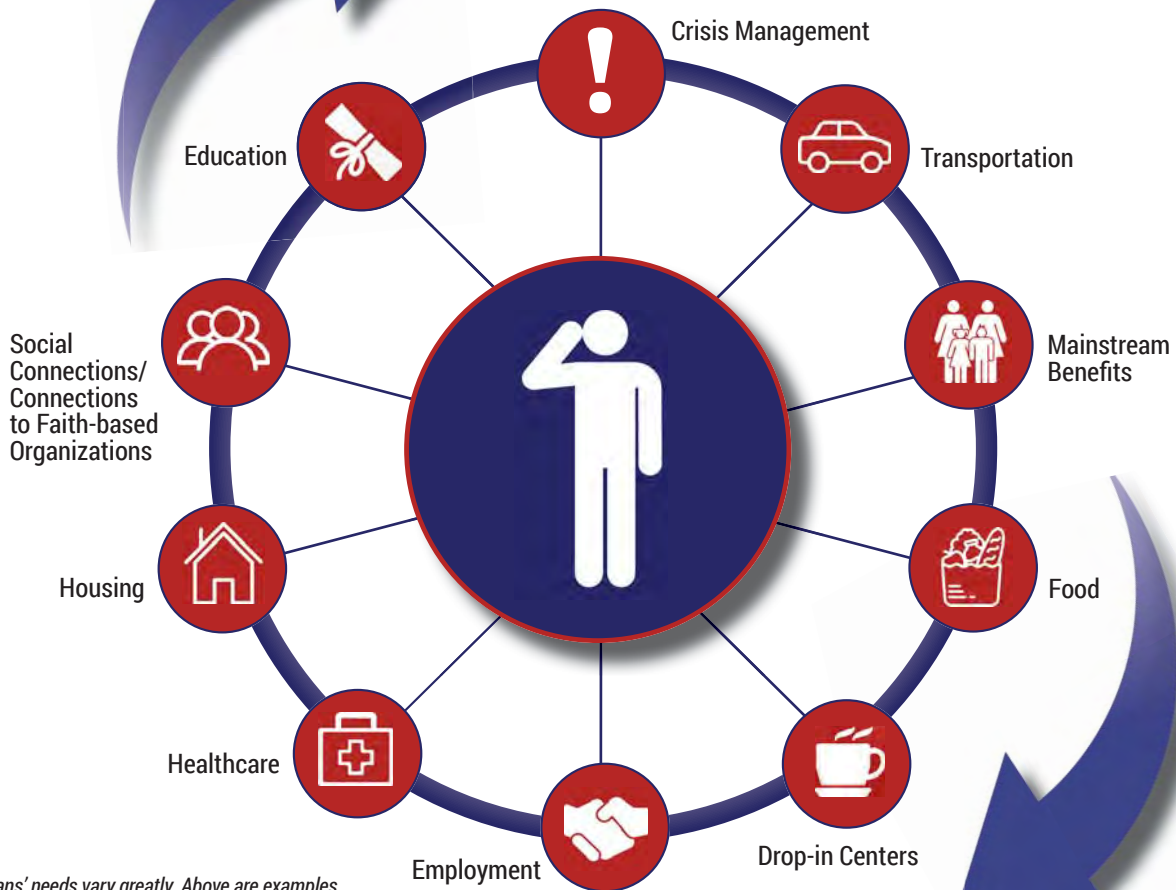 Crisis Management
Education
Transportation
Social
Connections/
Connections
to Faith-based
Organizations
Mainstream
Benefits
Housing
Food
Healthcare
Drop-in Centers
Employment
needs vary greatly. Above are examples